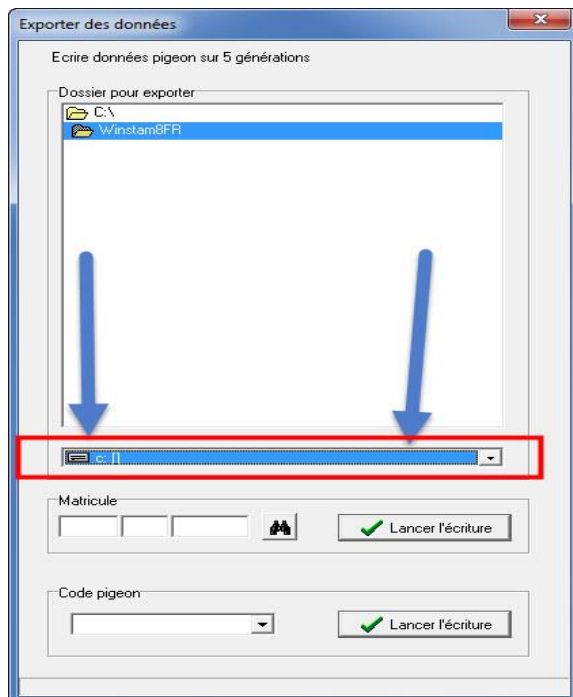 Exporter des données
Ecrire données pigeon sur 5 générations
Dossier pour exporter
C:\
Winstam8FR
c: []
Matricule
Lancer l'écriture
Code pigeon
Lancer l'écriture